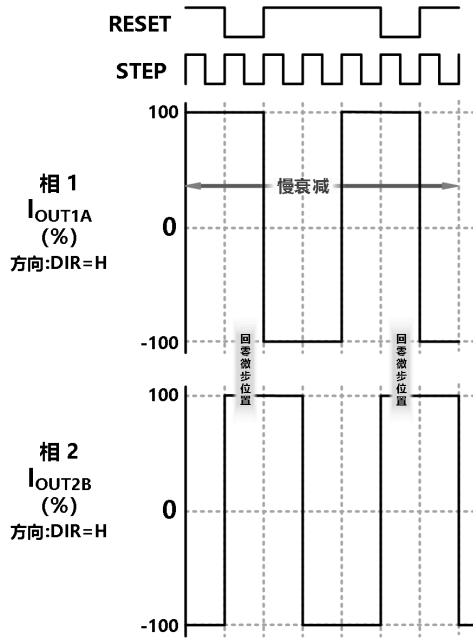 RESET
STEP
100
相 1
IOUT1A
(%)
方向:DIR=H
慢衰减
0
-100
回零微步位置
回零微步位置
100
相 2
IOUT2B
(%)
方向:DIR=H
0
-100